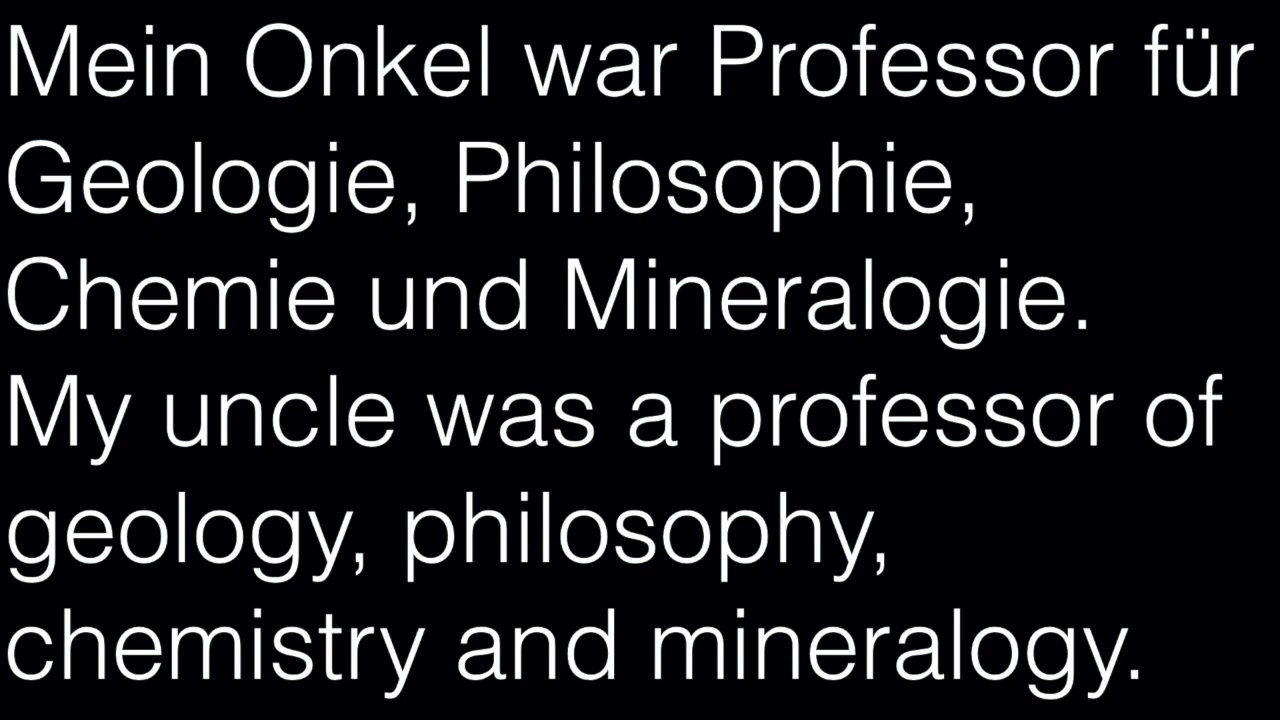 Mein Onkel war Professor für
Geologie, Philosophie,
Chemie und Mineralogie.
My uncle was a professor of
geology, philosophy,
chemistry and mineralogy.